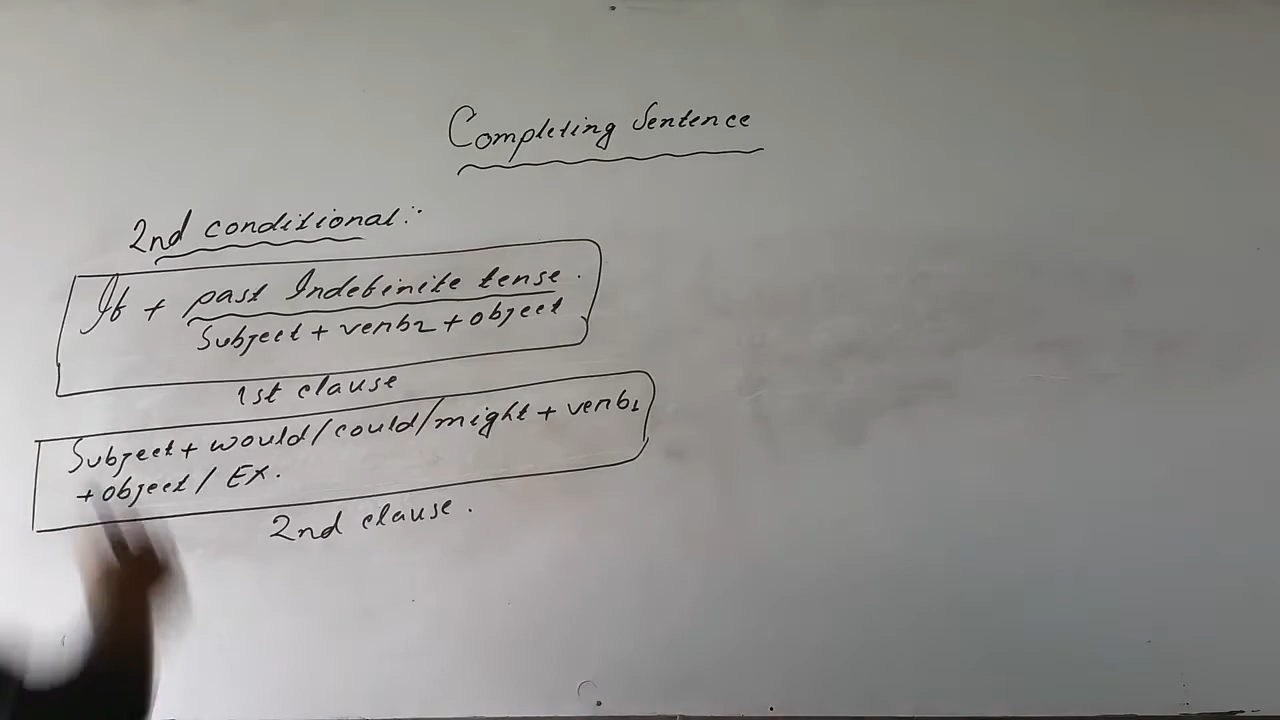 Completing Sentence
2nd conditional:
If + past Indefinite tense.
Subject + verb2 + object
1st clause
Subject + would/could/might + verb1
+ object / Ex.
2nd clause.